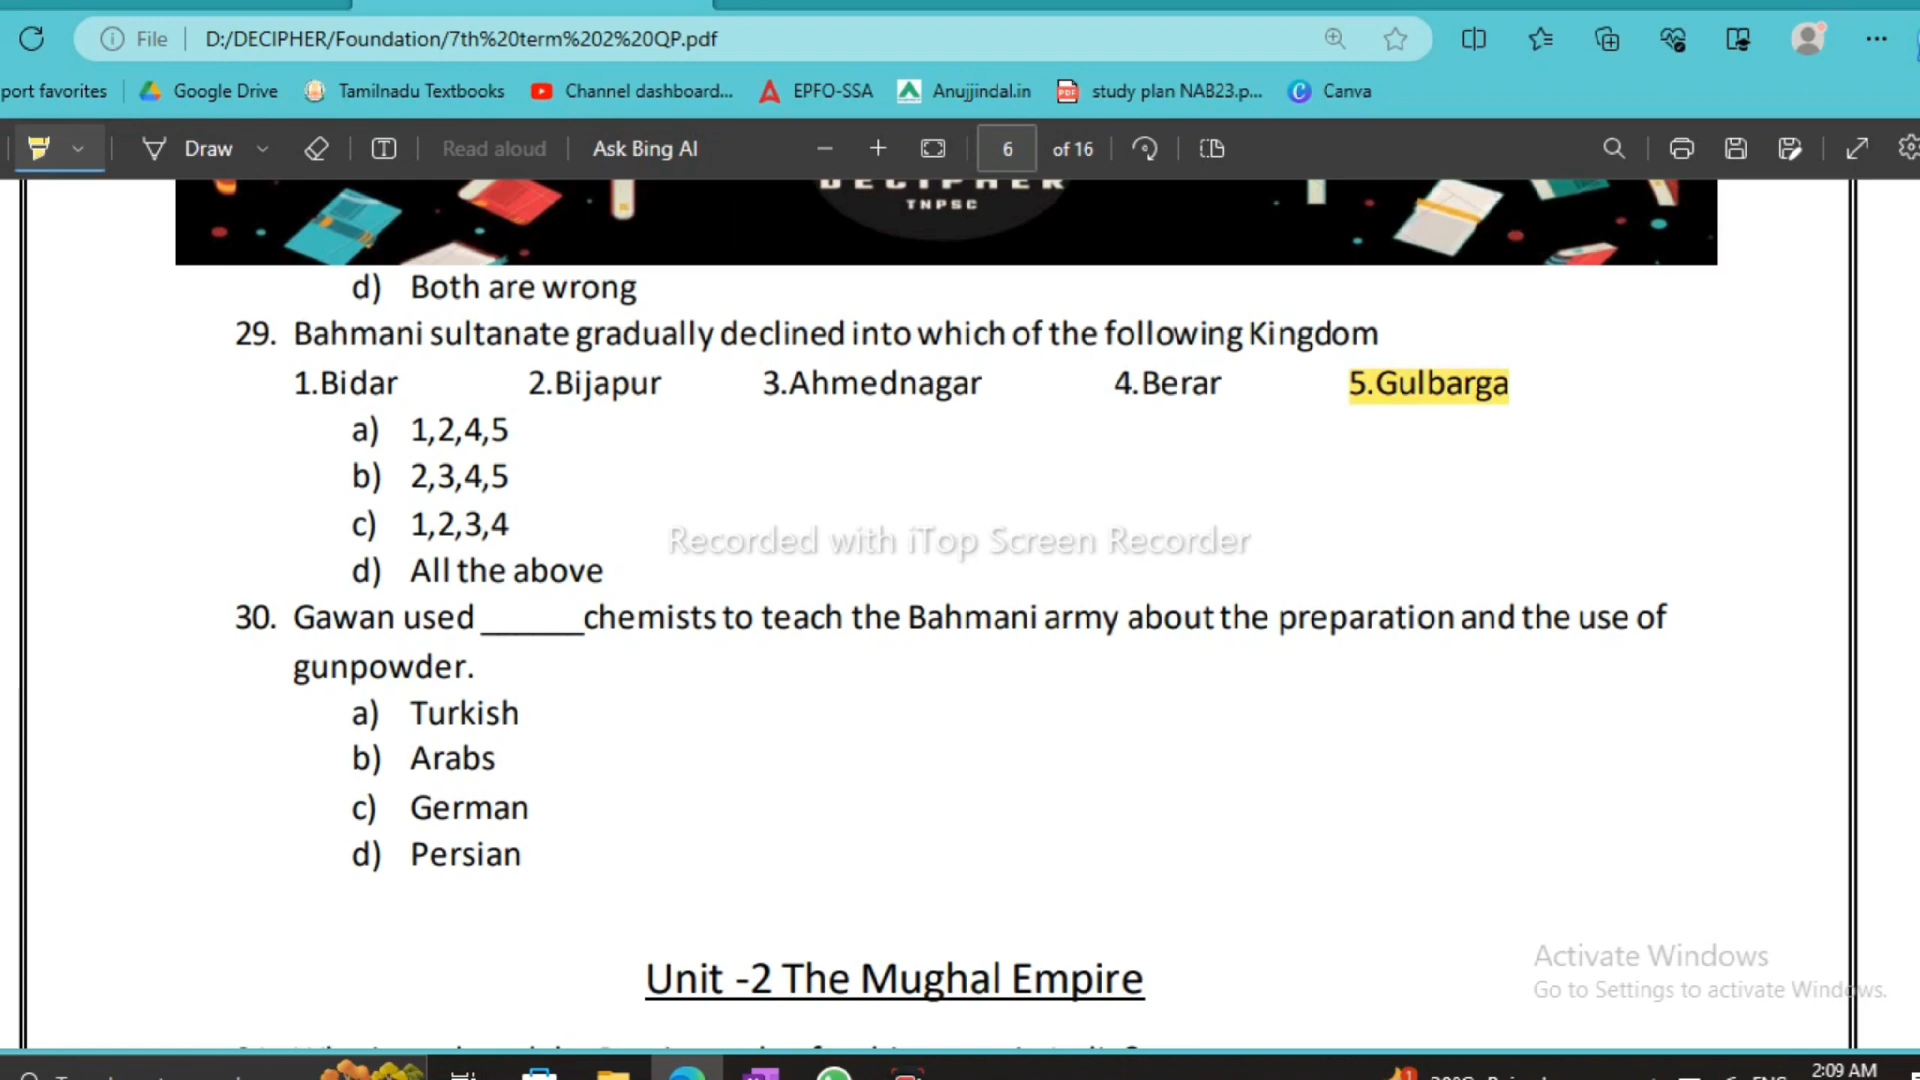 File D:/DECIPHER/Foundation/7th%20term%202%20QP.pdf
port favorites Google Drive Tamilnadu Textbooks Channel dashboard... EPFO-SSA Anujjindal.in study plan NAB23.p... Canva
Draw Read aloud Ask Bing AI 6 of 16
DECIPHER
TNPSC
d) Both are wrong
29. Bahmani sultanate gradually declined into which of the following Kingdom
1.Bidar 2.Bijapur 3.Ahmednagar 4.Berar 5.Gulbarga
a) 1,2,4,5
b) 2,3,4,5
c) 1,2,3,4
d) All the above
Recorded with iTop Screen Recorder
30. Gawan used ______chemists to teach the Bahmani army about the preparation and the use of
gunpowder.
a) Turkish
b) Arabs
c) German
d) Persian
Unit -2 The Mughal Empire
Activate Windows
Go to Settings to activate Windows.
2:09 AM